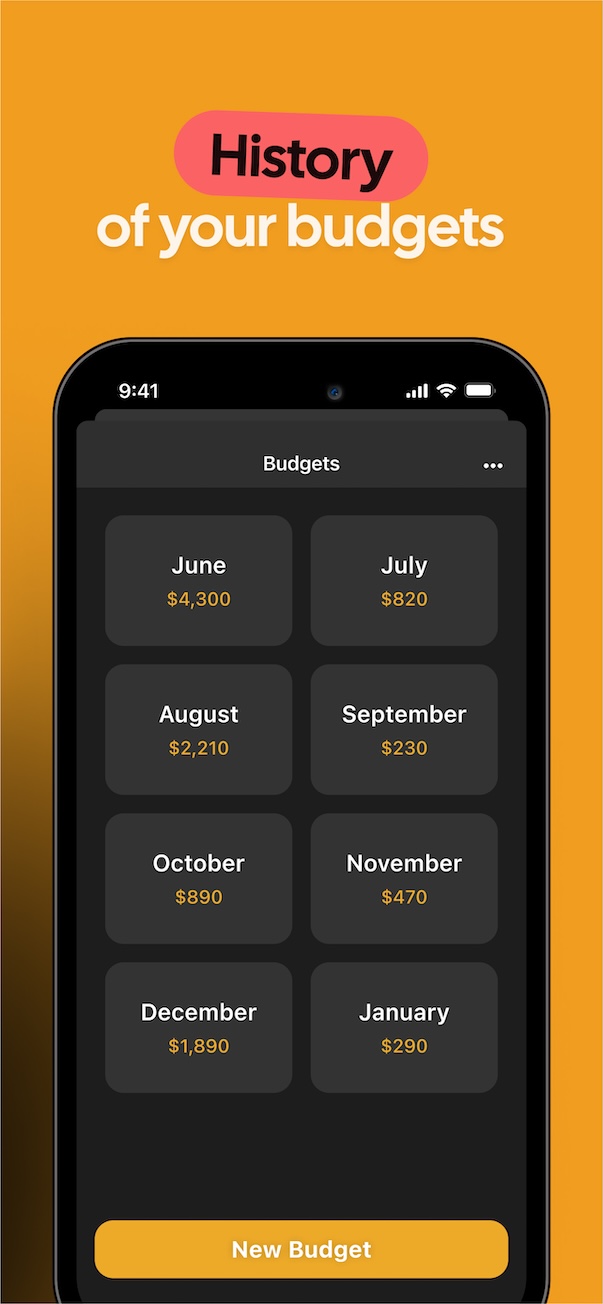 History
of your budgets
9:41
Budgets
June
$4,300
July
$820
August
$2,210
September
$230
October
$890
November
$470
December
$1,890
January
$290
New Budget